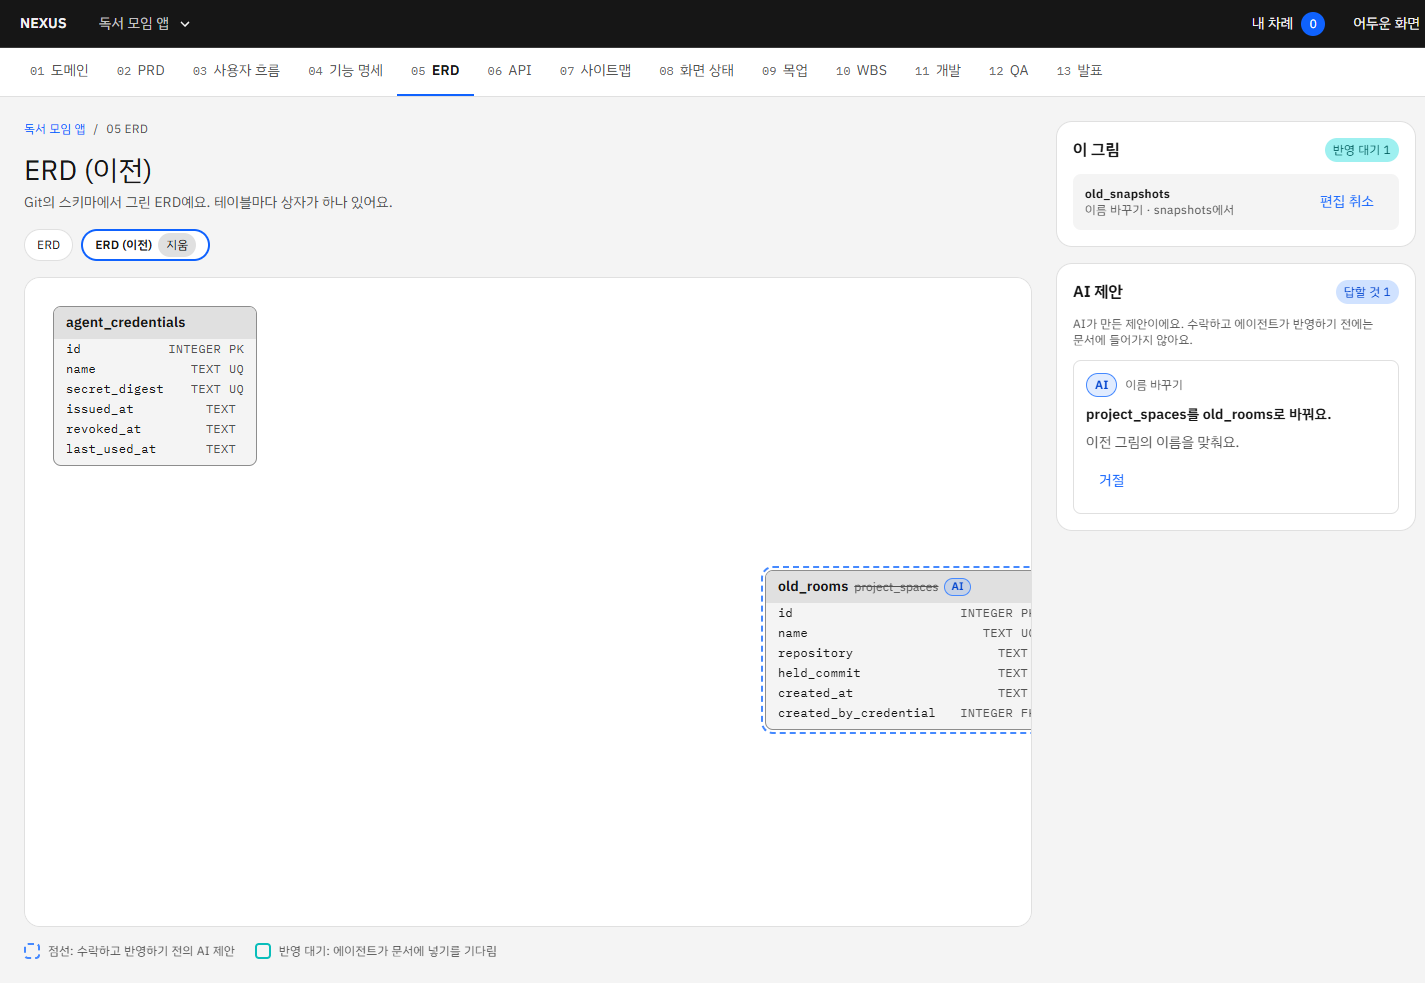 NEXUS 독서 모임 앱 내 차례 0 어두운 화면
01 도메인 02 PRD 03 사용자 흐름 04 기능 명세 05 ERD 06 API 07 사이트맵 08 화면 상태 09 목업 10 WBS 11 개발 12 QA 13 발표
독서 모임 앱 / 05 ERD
ERD (이전)
Git의 스키마에서 그린 ERD예요. 테이블마다 상자가 하나 있어요.
ERD ERD (이전) 지움
agent_credentials
id INTEGER PK
name TEXT UQ
secret_digest TEXT UQ
issued_at TEXT
revoked_at TEXT
last_used_at TEXT
old_rooms project_spaces AI
id INTEGER PK
name TEXT UQ
repository TEXT
held_commit TEXT
created_at TEXT
created_by_credential INTEGER FK
점선: 수락하고 반영하기 전의 AI 제안 반영 대기: 에이전트가 문서에 넣기를 기다림
이 그림 반영 대기 1
old_snapshots
이름 바꾸기 · snapshots에서
편집 취소
AI 제안 답할 것 1
AI가 만든 제안이에요. 수락하고 에이전트가 반영하기 전에는
문서에 들어가지 않아요.
AI 이름 바꾸기
project_spaces를 old_rooms로 바꿔요.
이전 그림의 이름을 맞춰요.
거절